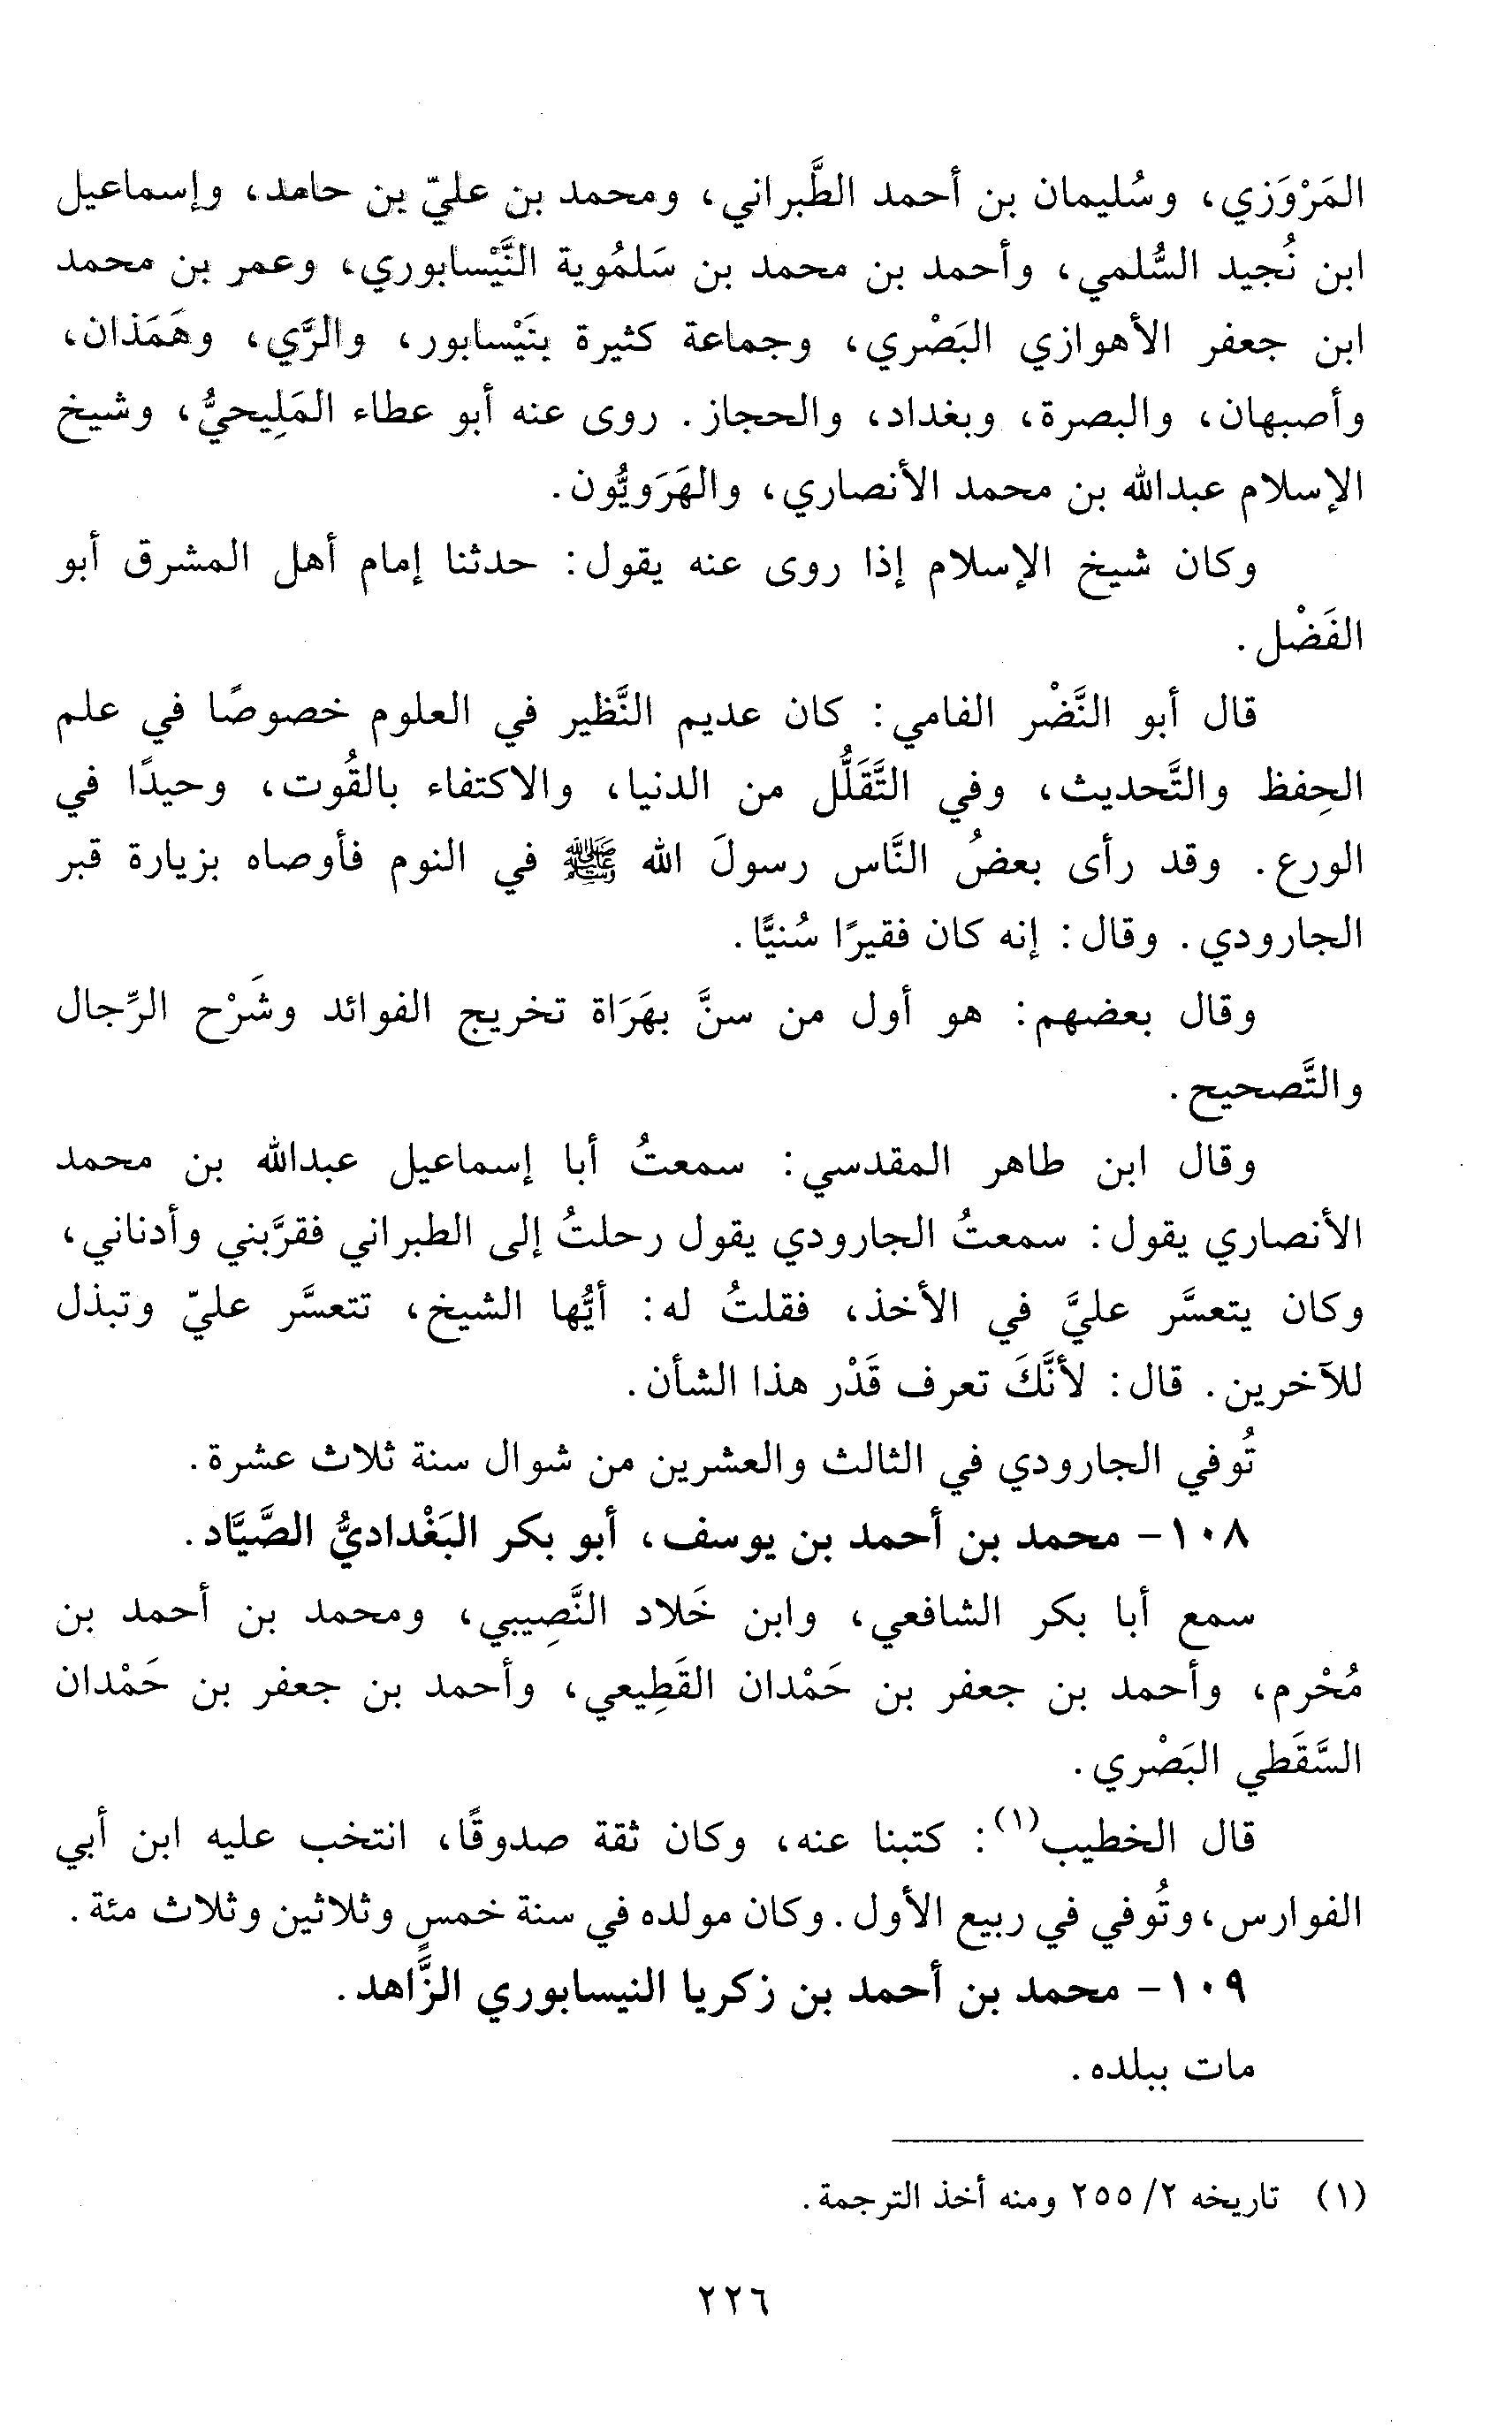 المَرْوَزي، وسُليمان بن أحمد الطَّبراني، ومحمد بن عليّ بن حامد، وإسماعيل
ابن نُجيد السُّلمي، وأحمد بن محمد بن سَلمُوية النَّيْسابوري، وعمر بن محمد
ابن جعفر الأهوازي البَصْري، وجماعة كثيرة بنَيْسابور، والرَّي، وهَمَذان،
وأصبهان، والبصرة، وبغداد، والحجاز. روى عنه أبو عطاء المَلِيحيُّ، وشيخ
الإسلام عبدالله بن محمد الأنصاري، والهَرَويُّون.
وكان شيخ الإسلام إذا روى عنه يقول: حدثنا إمام أهل المشرق أبو
الفَضْل.
قال أبو النَّضْر الفامي: كان عديم النَّظير في العلوم خصوصًا في علم
الحِفظ والتَّحديث، وفي التَّقَلُّل من الدنيا، والاكتفاء بالقُوت، وحيدًا في
الورع. وقد رأى بعضُ النَّاس رسولَ الله ﷺ في النوم فأوصاه بزيارة قبر
الجارودي. وقال: إنه كان فقيرًا سُنيًّا.
وقال بعضهم: هو أول من سنَّ بهَرَاة تخريج الفوائد وشَرْح الرِّجال
والتَّصحيح.
وقال ابن طاهر المقدسي: سمعتُ أبا إسماعيل عبدالله بن محمد
الأنصاري يقول: سمعتُ الجارودي يقول رحلتُ إلى الطبراني فقرَّبني وأدناني،
وكان يتعسَّر عليَّ في الأخذ، فقلتُ له: أيُّها الشيخ، تتعسَّر عليّ وتبذل
للآخرين. قال: لأنَّكَ تعرف قَدْر هذا الشأن.
تُوفي الجارودي في الثالث والعشرين من شوال سنة ثلاث عشرة.
١٠٨- محمد بن أحمد بن يوسف، أبو بكر البَغْداديُّ الصَّيَّاد.
سمع أبا بكر الشافعي، وابن خَلاد النَّصِيبي، ومحمد بن أحمد بن
مُحْرم، وأحمد بن جعفر بن حَمْدان القَطِيعي، وأحمد بن جعفر بن حَمْدان
السَّقَطي البَصْري.
قال الخطيب(١): كتبنا عنه، وكان ثقة صدوقًا، انتخب عليه ابن أبي
الفوارس، وتُوفي في ربيع الأول. وكان مولده في سنة خمسٍ وثلاثين وثلاث مئة.
١٠٩- محمد بن أحمد بن زكريا النيسابوري الزَّاهد.
مات ببلده.
(١) تاريخه ٢/ ٢٥٥ ومنه أخذ الترجمة.
٢٢٦